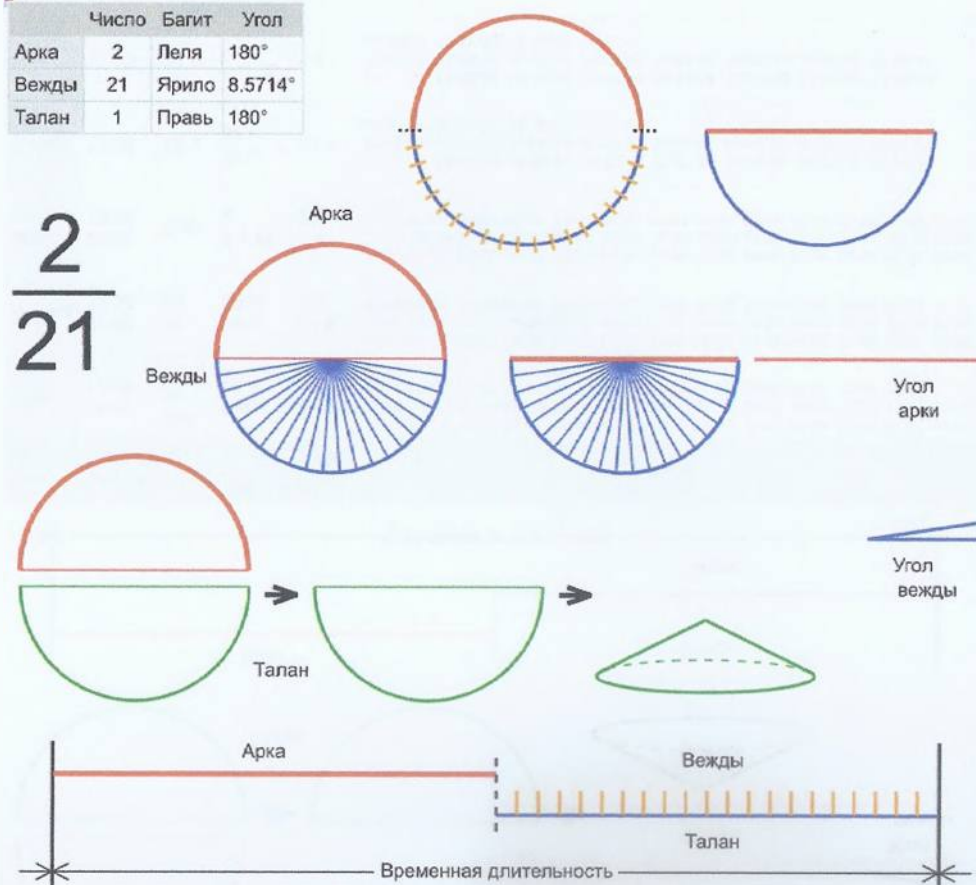 Число Багит Угол
Арка 2 Леля 180°
Вежды 21 Ярило 8.5714°
Талан 1 Правь 180°
2
21
Арка
Вежды
Угол
арки
Угол
вежды
Талан
Арка
Вежды
Талан
Временная длительность